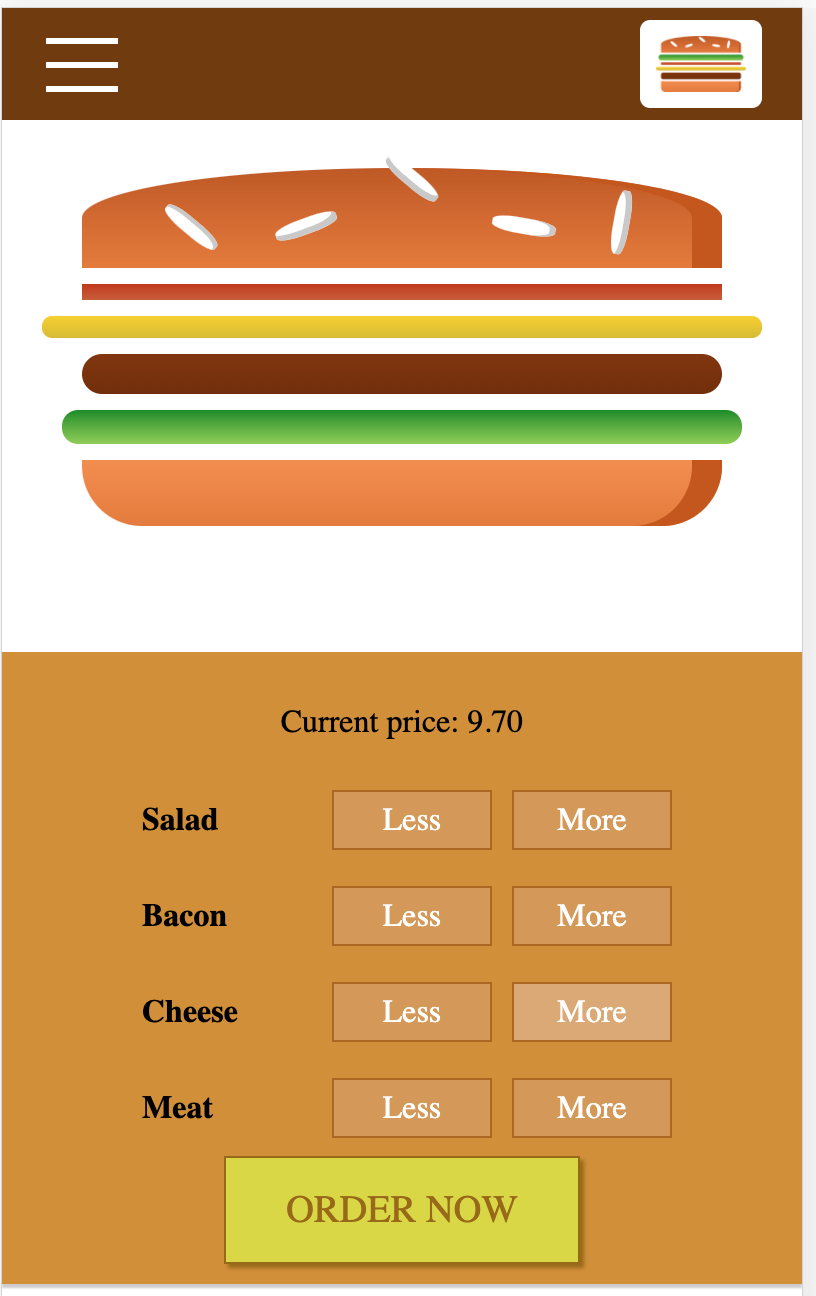 Current price: 9.70
Salad Less More
Bacon Less More
Cheese Less More
Meat Less More
ORDER NOW